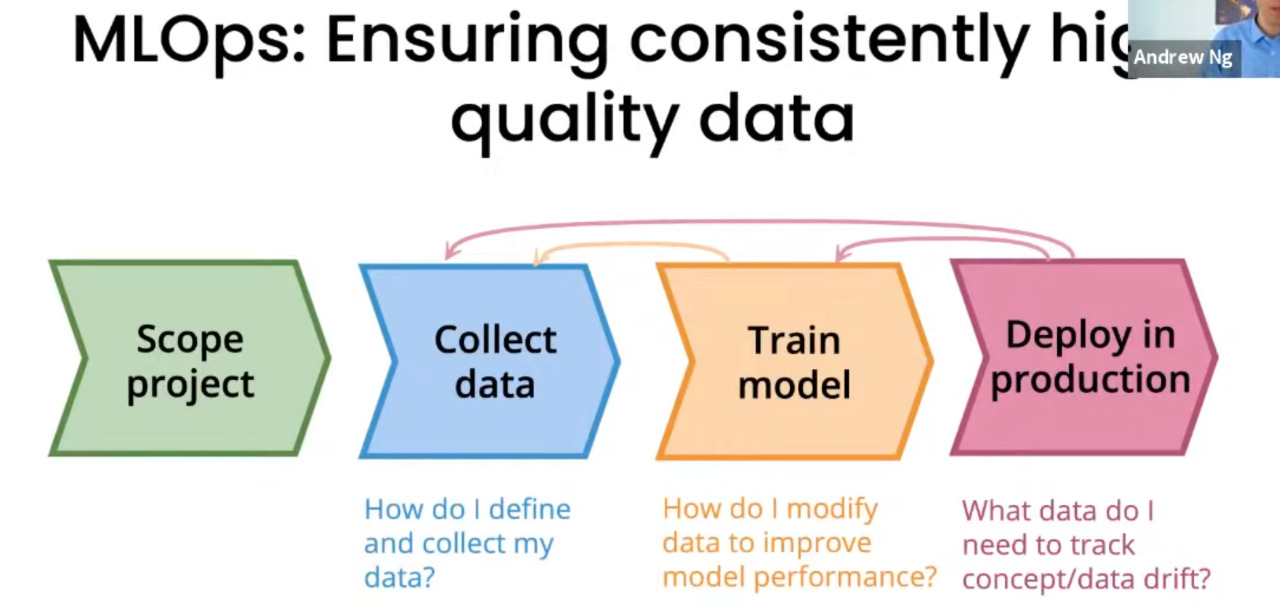 MLOps: Ensuring consistently
quality data
Andrew Ng
Scope
project
Collect
data
Train
model
Deploy in
production
How do I define
and collect my
data?
How do I modify
data to improve
model performance?
What data do I
need to track
concept/data drift?